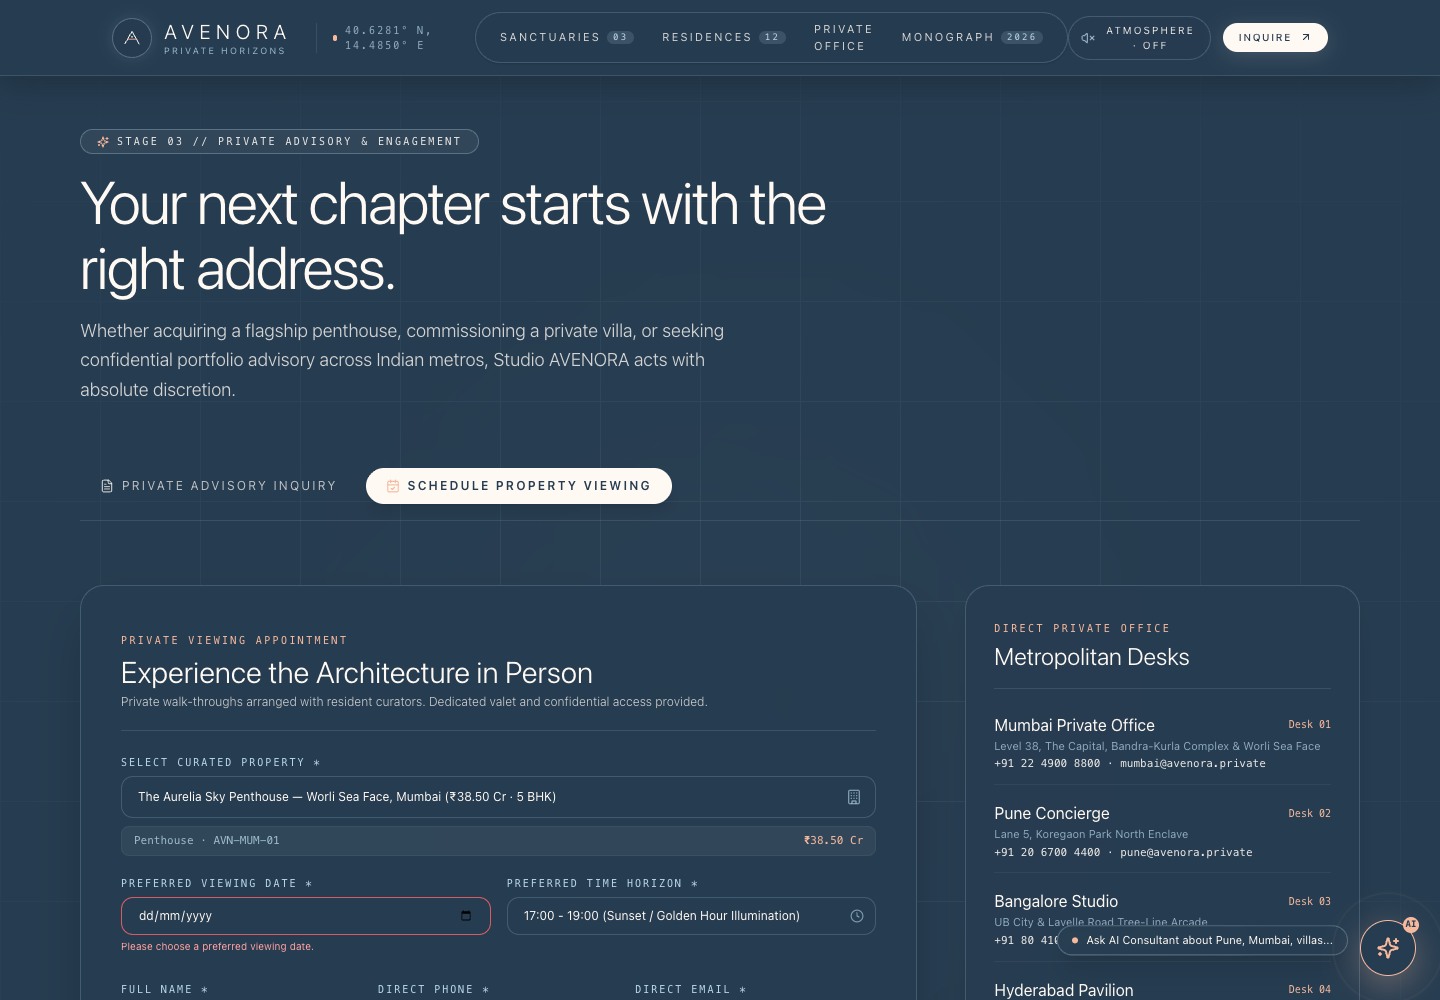 AVENORA
PRIVATE HORIZONS
40.6281° N,
14.4850° E
SANCTUARIES 03
RESIDENCES 12
PRIVATE
OFFICE
MONOGRAPH 2026
ATMOSPHERE
· OFF
INQUIRE
STAGE 03 // PRIVATE ADVISORY & ENGAGEMENT
Your next chapter starts with the
right address.
Whether acquiring a flagship penthouse, commissioning a private villa, or seeking
confidential portfolio advisory across Indian metros, Studio AVENORA acts with
absolute discretion.
PRIVATE ADVISORY INQUIRY
SCHEDULE PROPERTY VIEWING
PRIVATE VIEWING APPOINTMENT
Experience the Architecture in Person
Private walk-throughs arranged with resident curators. Dedicated valet and confidential access provided.
SELECT CURATED PROPERTY *
The Aurelia Sky Penthouse — Worli Sea Face, Mumbai (₹38.50 Cr · 5 BHK)
Penthouse · AVN-MUM-01
₹38.50 Cr
PREFERRED VIEWING DATE *
dd/mm/yyyy
Please choose a preferred viewing date.
PREFERRED TIME HORIZON *
17:00 - 19:00 (Sunset / Golden Hour Illumination)
FULL NAME *
DIRECT PHONE *
DIRECT EMAIL *
DIRECT PRIVATE OFFICE
Metropolitan Desks
Mumbai Private Office
Desk 01
Level 38, The Capital, Bandra-Kurla Complex & Worli Sea Face
+91 22 4900 8800 · mumbai@avenora.private
Pune Concierge
Desk 02
Lane 5, Koregaon Park North Enclave
+91 20 6700 4400 · pune@avenora.private
Bangalore Studio
Desk 03
UB City & Lavelle Road Tree-Line Arcade
+91 80 410
Ask AI Consultant about Pune, Mumbai, villas...
AI
Hyderabad Pavilion
Desk 04